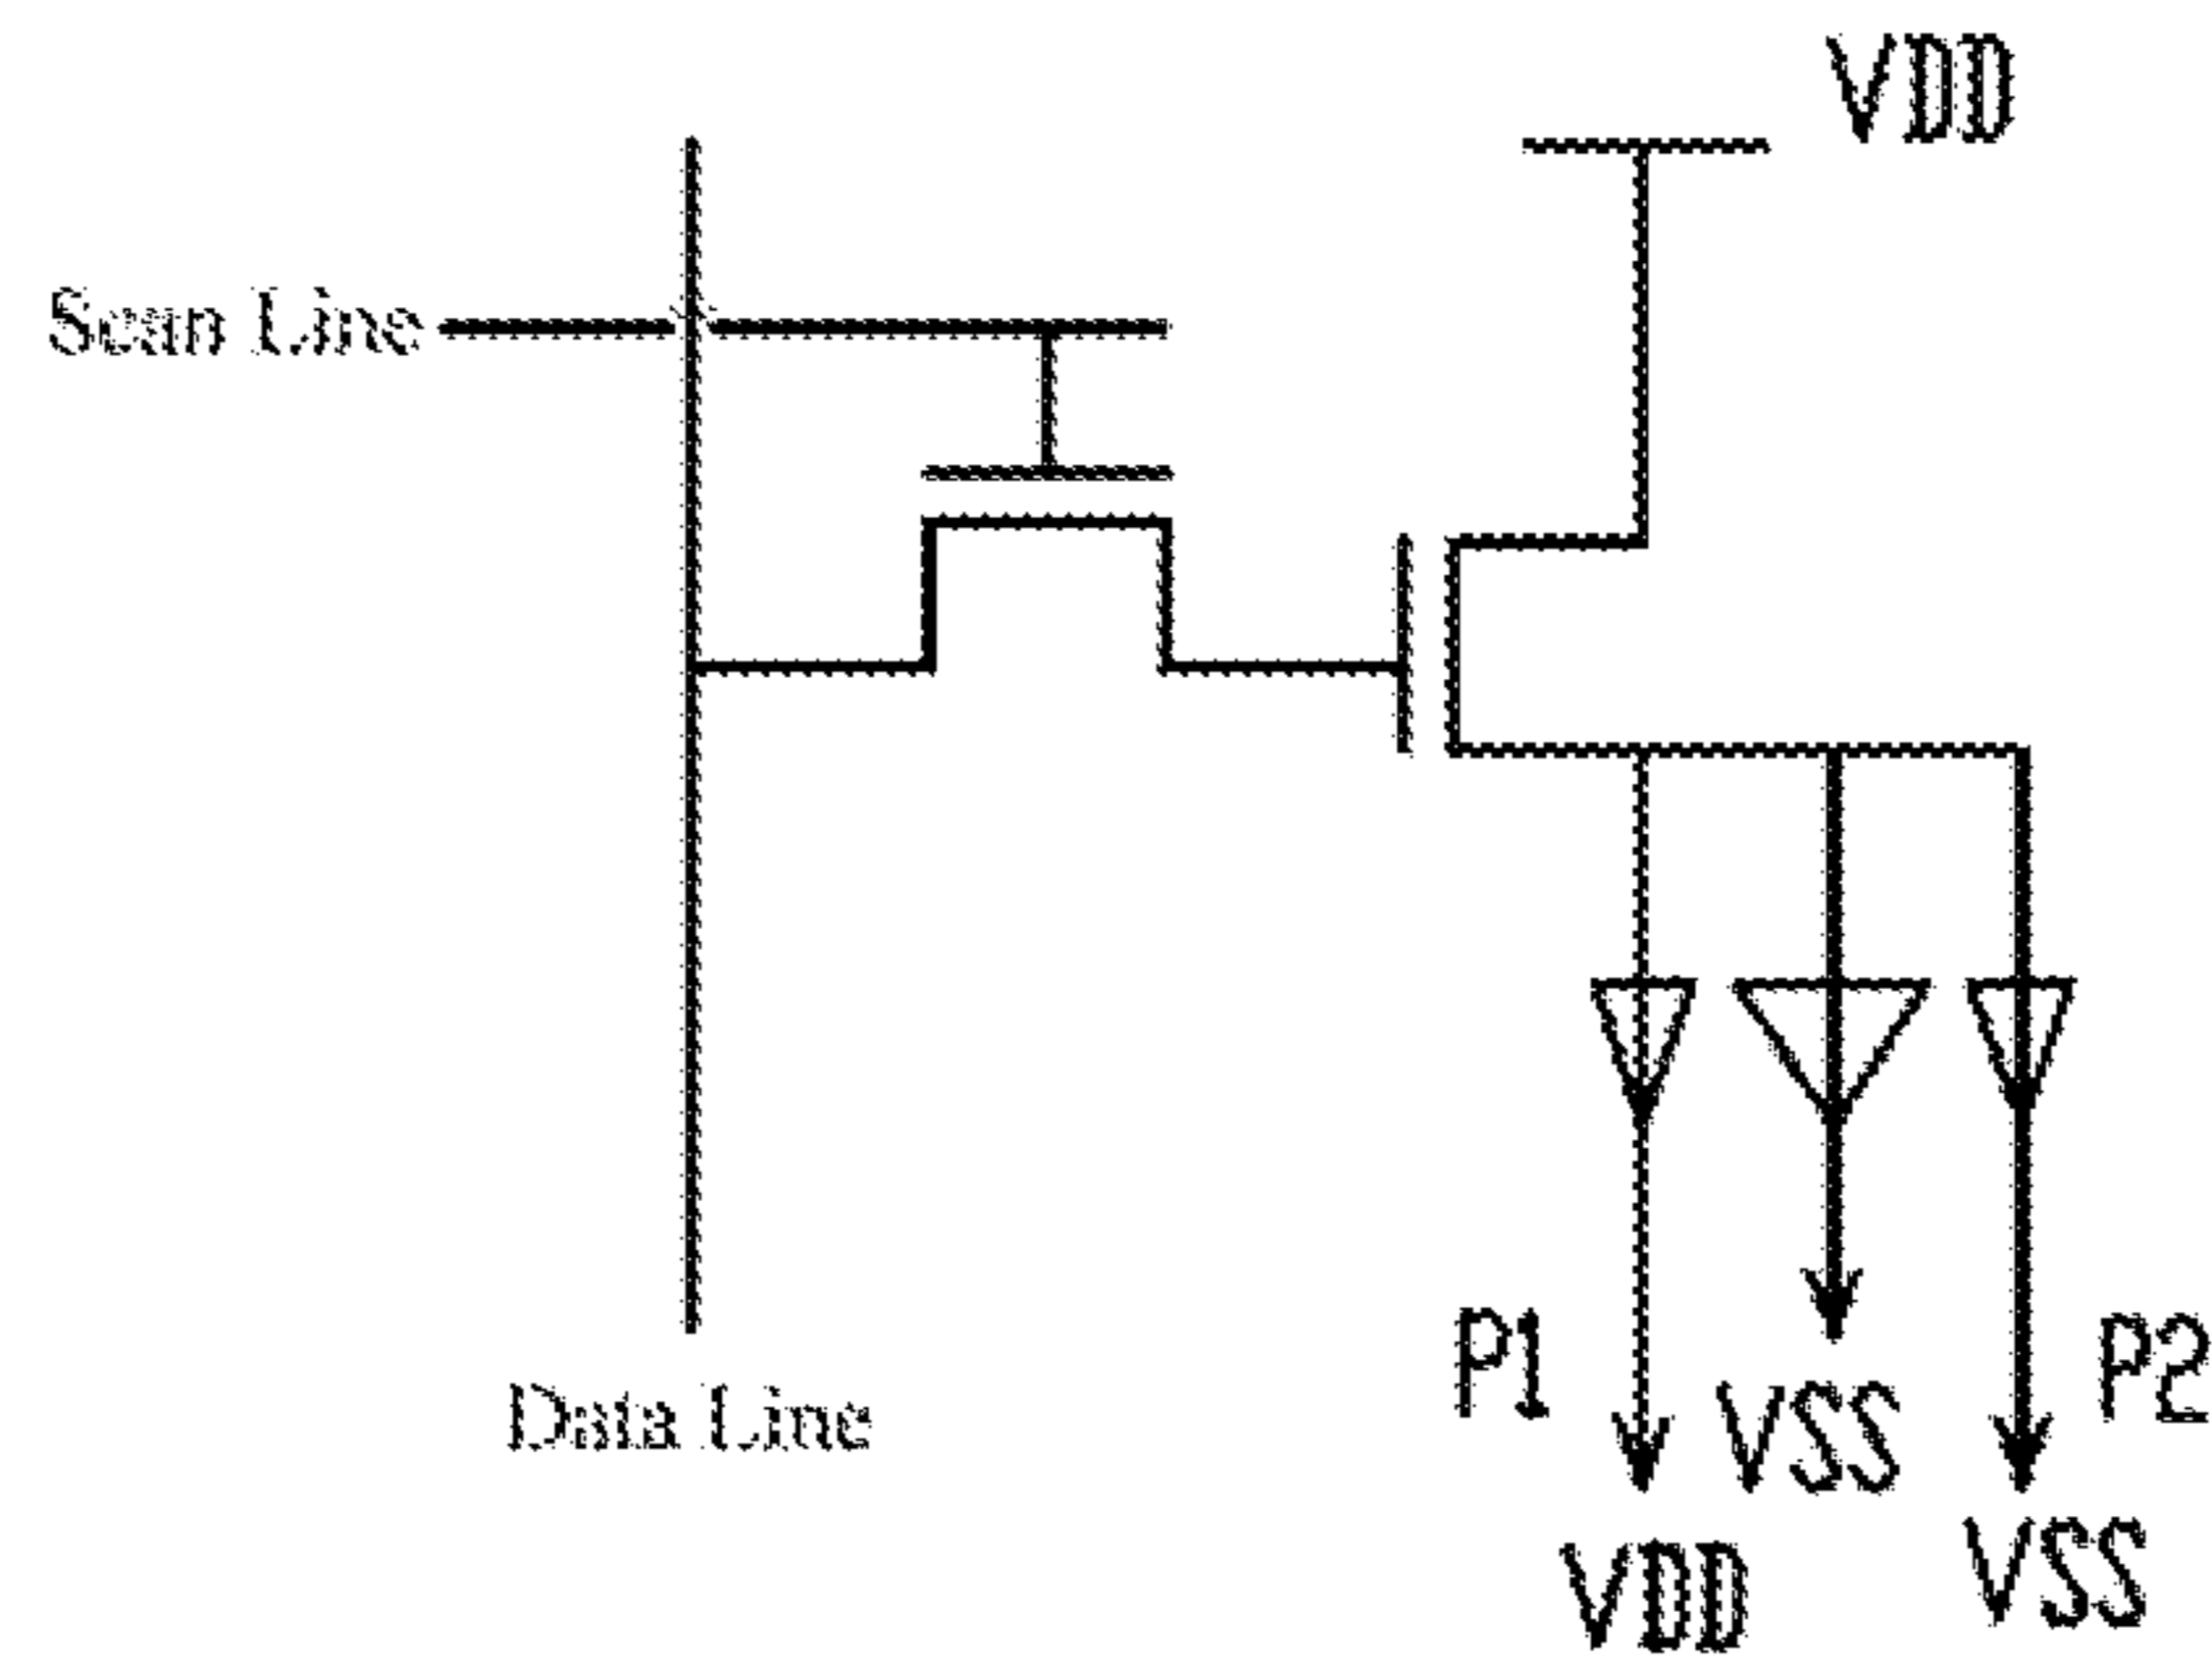 VDD
Scan Line
P1
P2
VSS
Data Line
VDD
VSS